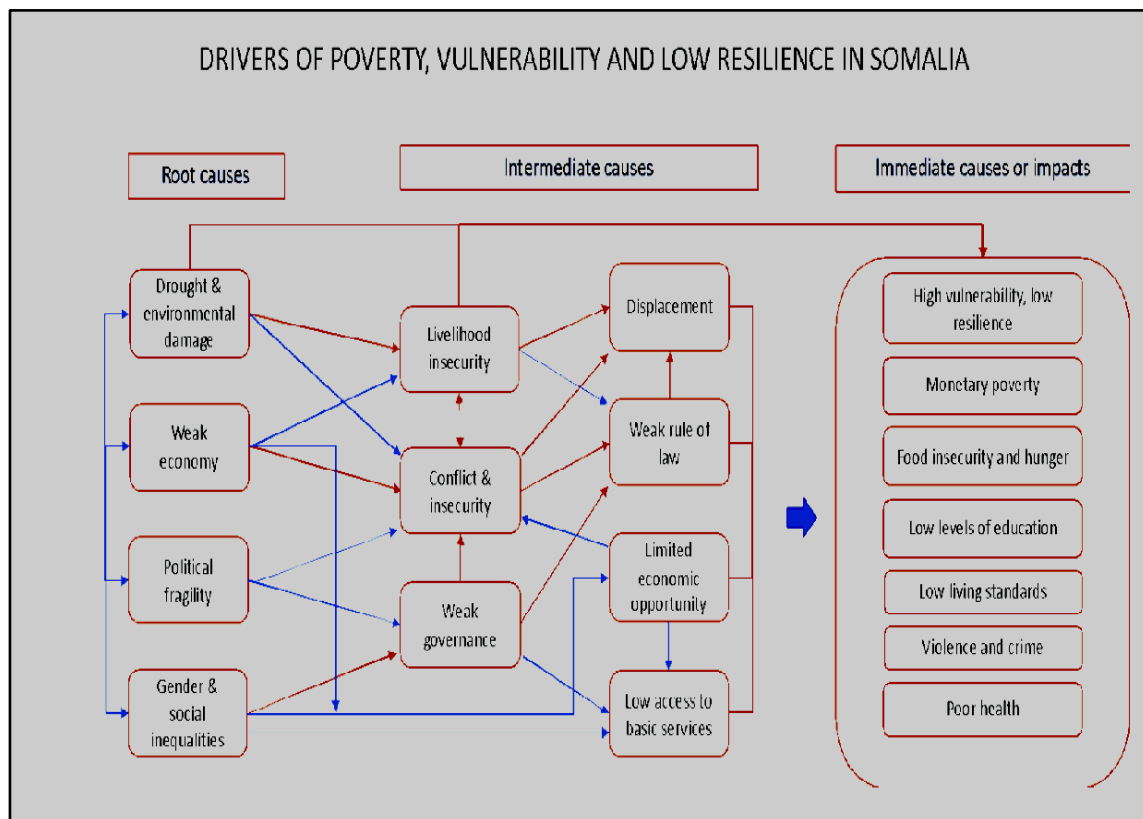 DRIVERS OF POVERTY, VULNERABILITY AND LOW RESILIENCE IN SOMALIA
Root causes
Intermediate causes
Immediate causes or impacts
Drought &
environmental
damage
Weak
economy
Political
fragility
Gender &
social
inequalities
Livelihood
insecurity
Conflict &
insecurity
Weak
governance
Displacement
Weak rule of
law
Limited
economic
opportunity
Low access to
basic services
High vulnerability, low
resilience
Monetary poverty
Food insecurity and hunger
Low levels of education
Low living standards
Violence and crime
Poor health